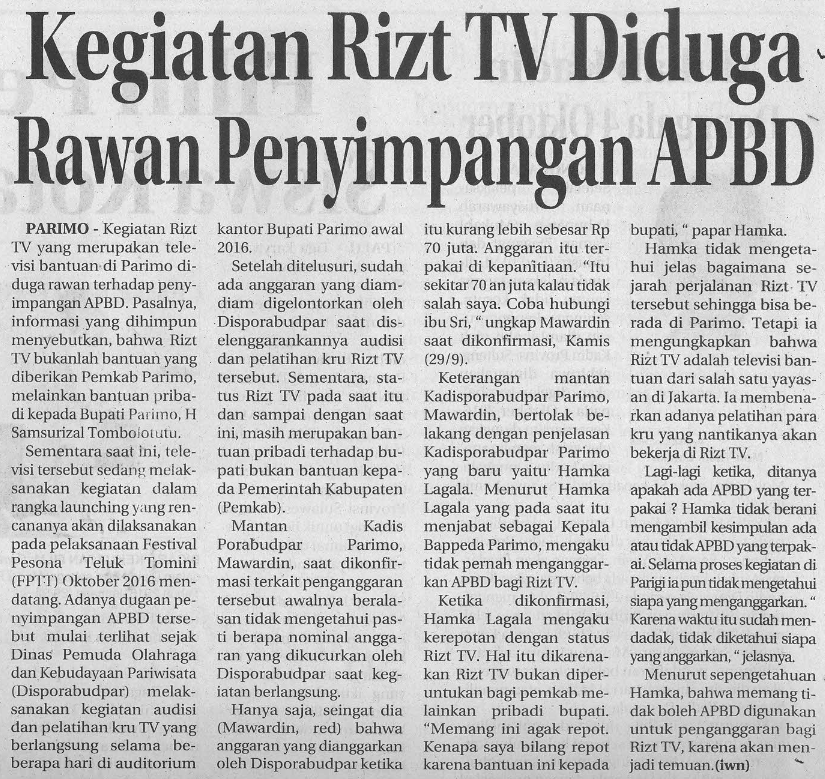 Kegiatan Rizt TV Diduga
Rawan Penyimpangan APBD
PARIMO - Kegiatan Rizt
TV yang merupakan tele-
visi bantuan di Parimo di-
duga rawan terhadap peny-
impangan APBD. Pasalnya,
informasi yang dihimpun
menyebutkan, bahwa Rizt
TV bukanlah bantuan yang
diberikan Pemkab Parimo,
melainkan bantuan priba-
di kepada Bupati Parimo, H
Samsurizal Tombolotutu.
Sementara saat ini, tele-
visi tersebut sedang melak-
sanakan kegiatan dalam
rangka launching yang ren-
cananya akan dilaksanakan
pada pelaksanaan Festival
Pesona Teluk Tomini
(FPTT) Oktober 2016 men-
datang. Adanya dugaan pe-
nyimpangan APBD terse-
but mulai terlihat sejak
Dinas Pemuda Olahraga
dan Kebudayaan Pariwisata
(Disporabudpar) melak-
sanakan kegiatan audisi
dan pelatihan kru TV yang
berlangsung selama be-
berapa hari di auditorium
kantor Bupati Parimo awal
2016.
Setelah ditelusuri, sudah
ada anggaran yang diam-
diam digelontorkan oleh
Disporabudpar saat dis-
elenggarakannya audisi
dan pelatihan kru Rizt TV
tersebut. Sementara, sta-
tus Rizt TV pada saat itu
dan sampai dengan saat
ini, masih merupakan ban-
tuan pribadi terhadap bu-
pati bukan bantuan kepa-
da Pemerintah Kabupaten
(Pemkab).
Mantan Kadis
Porabudpar Parimo,
Mawardin, saat dikonfir-
masi terkait penganggaran
tersebut awalnya berala-
san tidak mengetahui pas-
ti berapa nominal angga-
ran yang dikucurkan oleh
Disporabudpar saat keg-
iatan berlangsung.
Hanya saja, seingat dia
(Mawardin, red) bahwa
anggaran yang dianggarkan
oleh Disporabudpar ketika
itu kurang lebih sebesar Rp
70 juta. Anggaran itu ter-
pakai di kepanitiaan. "Itu
sekitar 70 an juta kalau tidak
salah saya. Coba hubungi
ibu Sri, " ungkap Mawardin
saat dikonfirmasi, Kamis
(29/9).
Keterangan mantan
Kadisporabudpar Parimo,
Mawardin, bertolak be-
lakang dengan penjelasan
Kadisporabudpar Parimo
yang baru yaitu Hamka
Lagala. Menurut Hamka
Lagala yang pada saat itu
menjabat sebagai Kepala
Bappeda Parimo, mengaku
tidak pernah menganggar-
kan APBD bagi Rizt TV.
Ketika dikonfirmasi,
Hamka Lagala mengaku
kerepotan dengan status
Rizt TV. Hal itu dikarena-
kan Rizt TV bukan diper-
untukan bagi pemkab me-
lainkan pribadi bupati.
"Memang ini agak repot.
Kenapa saya bilang repot
karena bantuan ini kepada
bupati, " papar Hamka.
Hamka tidak mengeta-
hui jelas bagaimana se-
jarah perjalanan Rizt TV
tersebut sehingga bisa be-
rada di Parimo. Tetapi ia
mengungkapkan bahwa
Rizt TV adalah televisi ban-
tuan dari salah satu yayas-
an di Jakarta. Ia membena-
rkan adanya pelatihan para
kru yang nantikanya akan
bekerja di Rizt TV.
Lagi-lagi ketika, ditanya
apakah ada APBD yang ter-
pakai ? Hamka tidak berani
mengambil kesimpulan ada
atau tidak APBD yang terpak-
ai. Selama proses kegiatan di
Parigi ia pun tidak mengetahui
siapa yang menganggarkan. "
Karena waktu itu sudah men-
dadak, tidak diketahui siapa
yang anggarkan, " jelasnya.
Menurut sepengetahuan
Hamka, bahwa memang ti-
dak boleh APBD digunakan
untuk penganggaran bagi
Rizt TV, karena akan men-
jadi temuan.(iwn)